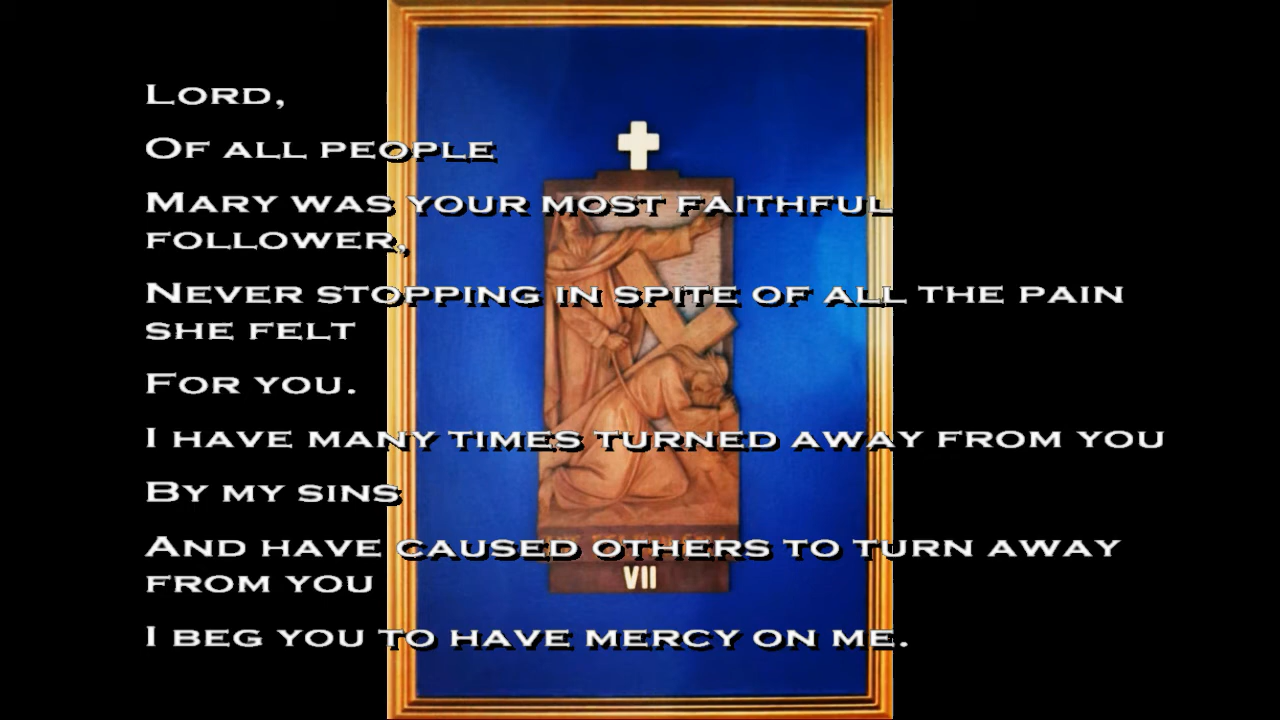 Lord,
Of all people
Mary was your most faithful
follower,
Never stopping in spite of all the pain
she felt
For you.
I have many times turned away from you
By my sins
And have caused others to turn away
from you
VII
I beg you to have mercy on me.